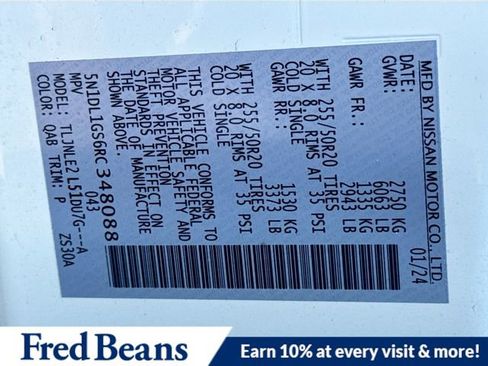 MFD BY NISSAN MOTOR CO., LTD.
DATE: 01/24
GVWR: 2750 KG
6063 LB
GAWR FR: 1335 KG
2943 LB
WITH 255/50R20 TIRES
20 X 8.0 RIMS AT 35 PSI
COLD SINGLE
GAWR RR: 1530 KG
3373 LB
WITH 255/50R20 TIRES
20 X 8.0 RIMS AT 35 PSI
COLD SINGLE
THIS VEHICLE CONFORMS TO
ALL APPLICABLE FEDERAL
MOTOR VEHICLE SAFETY AND
THEFT PREVENTION
STANDARDS IN EFFECT ON
THE DATE OF MANUFACTURE
SHOWN ABOVE.
5N1DL1GS6RC348088
MPV 043
TLJNLE2L51DU7G---A
COLOR: QAB TRIM: P ZS30A
Fred Beans
Earn 10% at every visit & more!